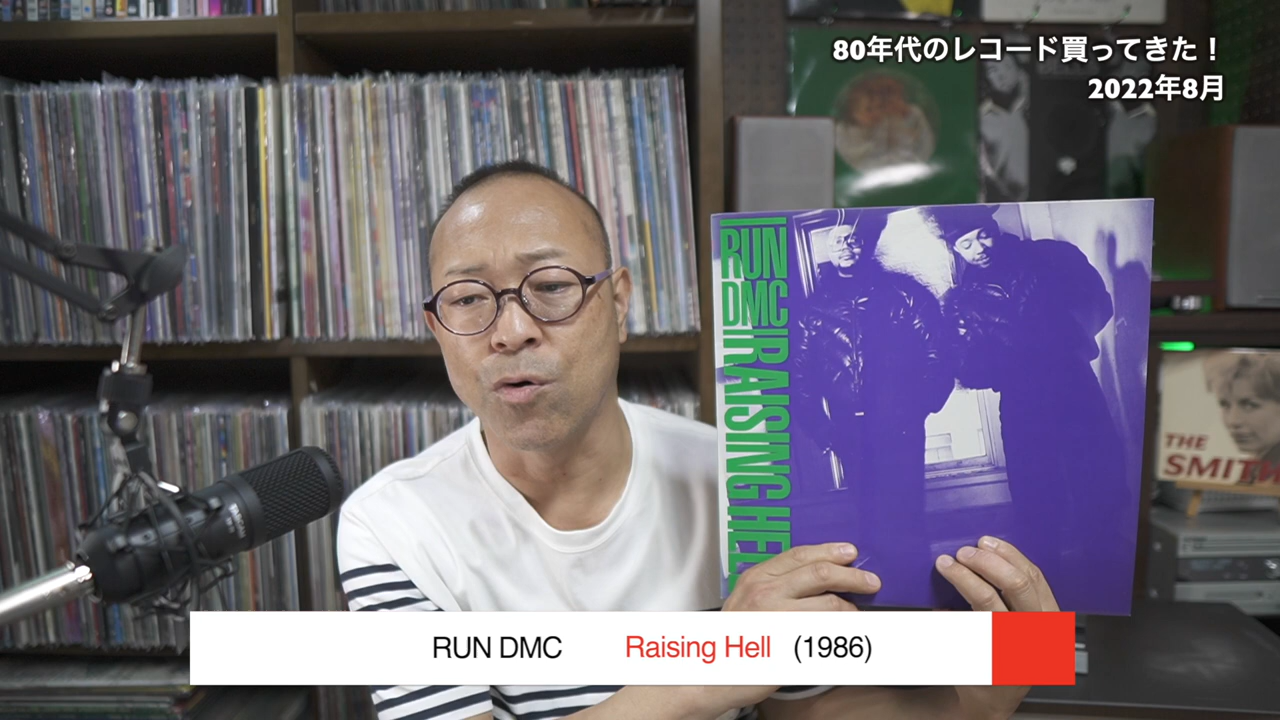 80年代のレコード買ってきた！
2022年8月
RUN
DMC
RAISING HELL
THE
SMITHS
RUN DMC Raising Hell (1986)